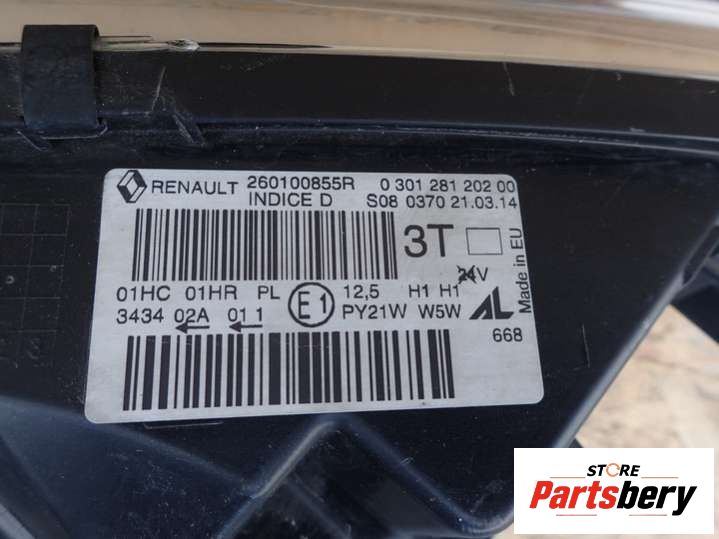 RENAULT 260100855R 0 301 281 202 00
INDICE D S08 0370 21.03.14
3T
24V
01HC 01HR PL E1 12,5 H1 H1
3434 02A 01 1 PY21W W5W AL
668
Made in EU
STORE
Partsbery